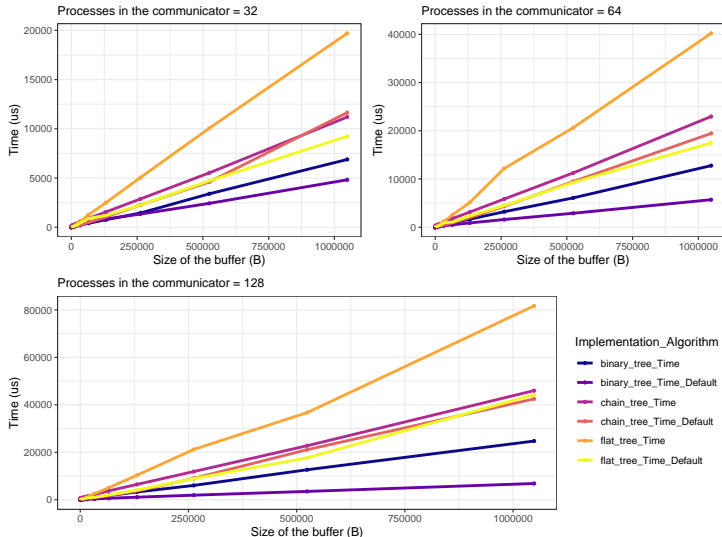 Processes in the communicator = 32
20000
15000
10000
5000
0
Time (us)
0
250000
500000
750000
1000000
Size of the buffer (B)
Processes in the communicator = 64
40000
30000
20000
10000
0
Time (us)
0
250000
500000
750000
1000000
Size of the buffer (B)
Processes in the communicator = 128
80000
60000
40000
20000
0
Time (us)
0
250000
500000
750000
1000000
Size of the buffer (B)
Implementation_Algorithm
binary_tree_Time
binary_tree_Time_Default
chain_tree_Time
chain_tree_Time_Default
flat_tree_Time
flat_tree_Time_Default